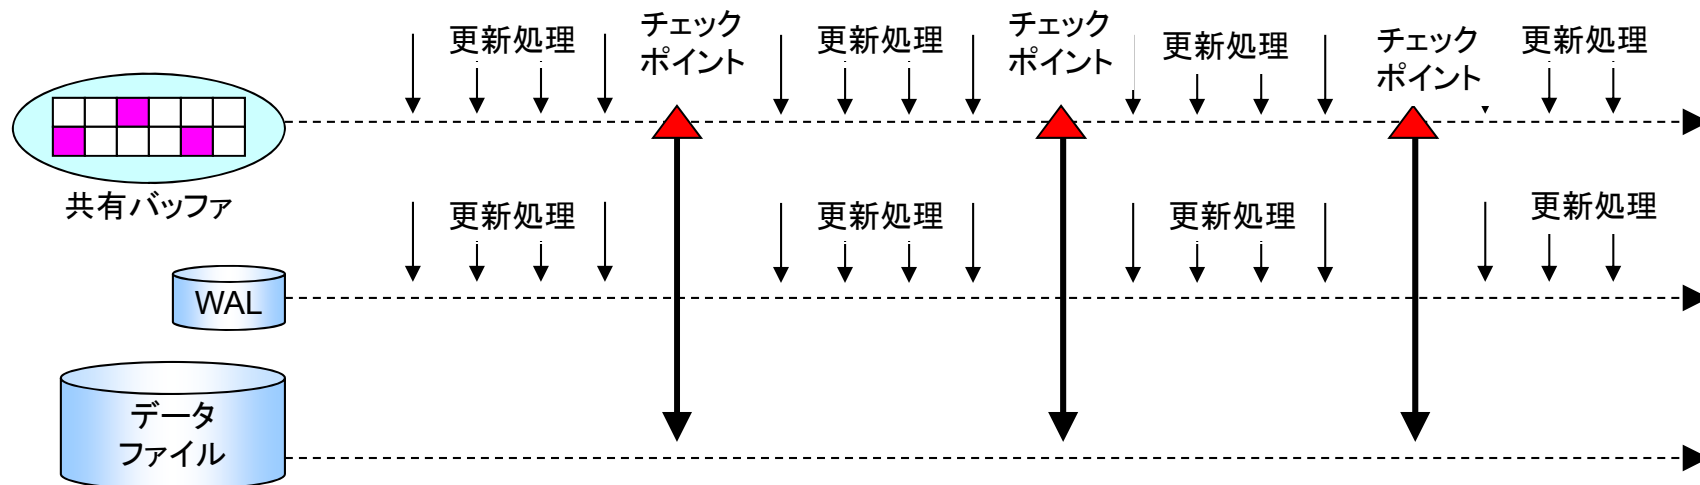 更新処理
チェック
ポイント
更新処理
チェック
ポイント
更新処理
チェック
ポイント
更新処理
共有バッファ
更新処理
更新処理
更新処理
更新処理
WAL
データ
ファイル